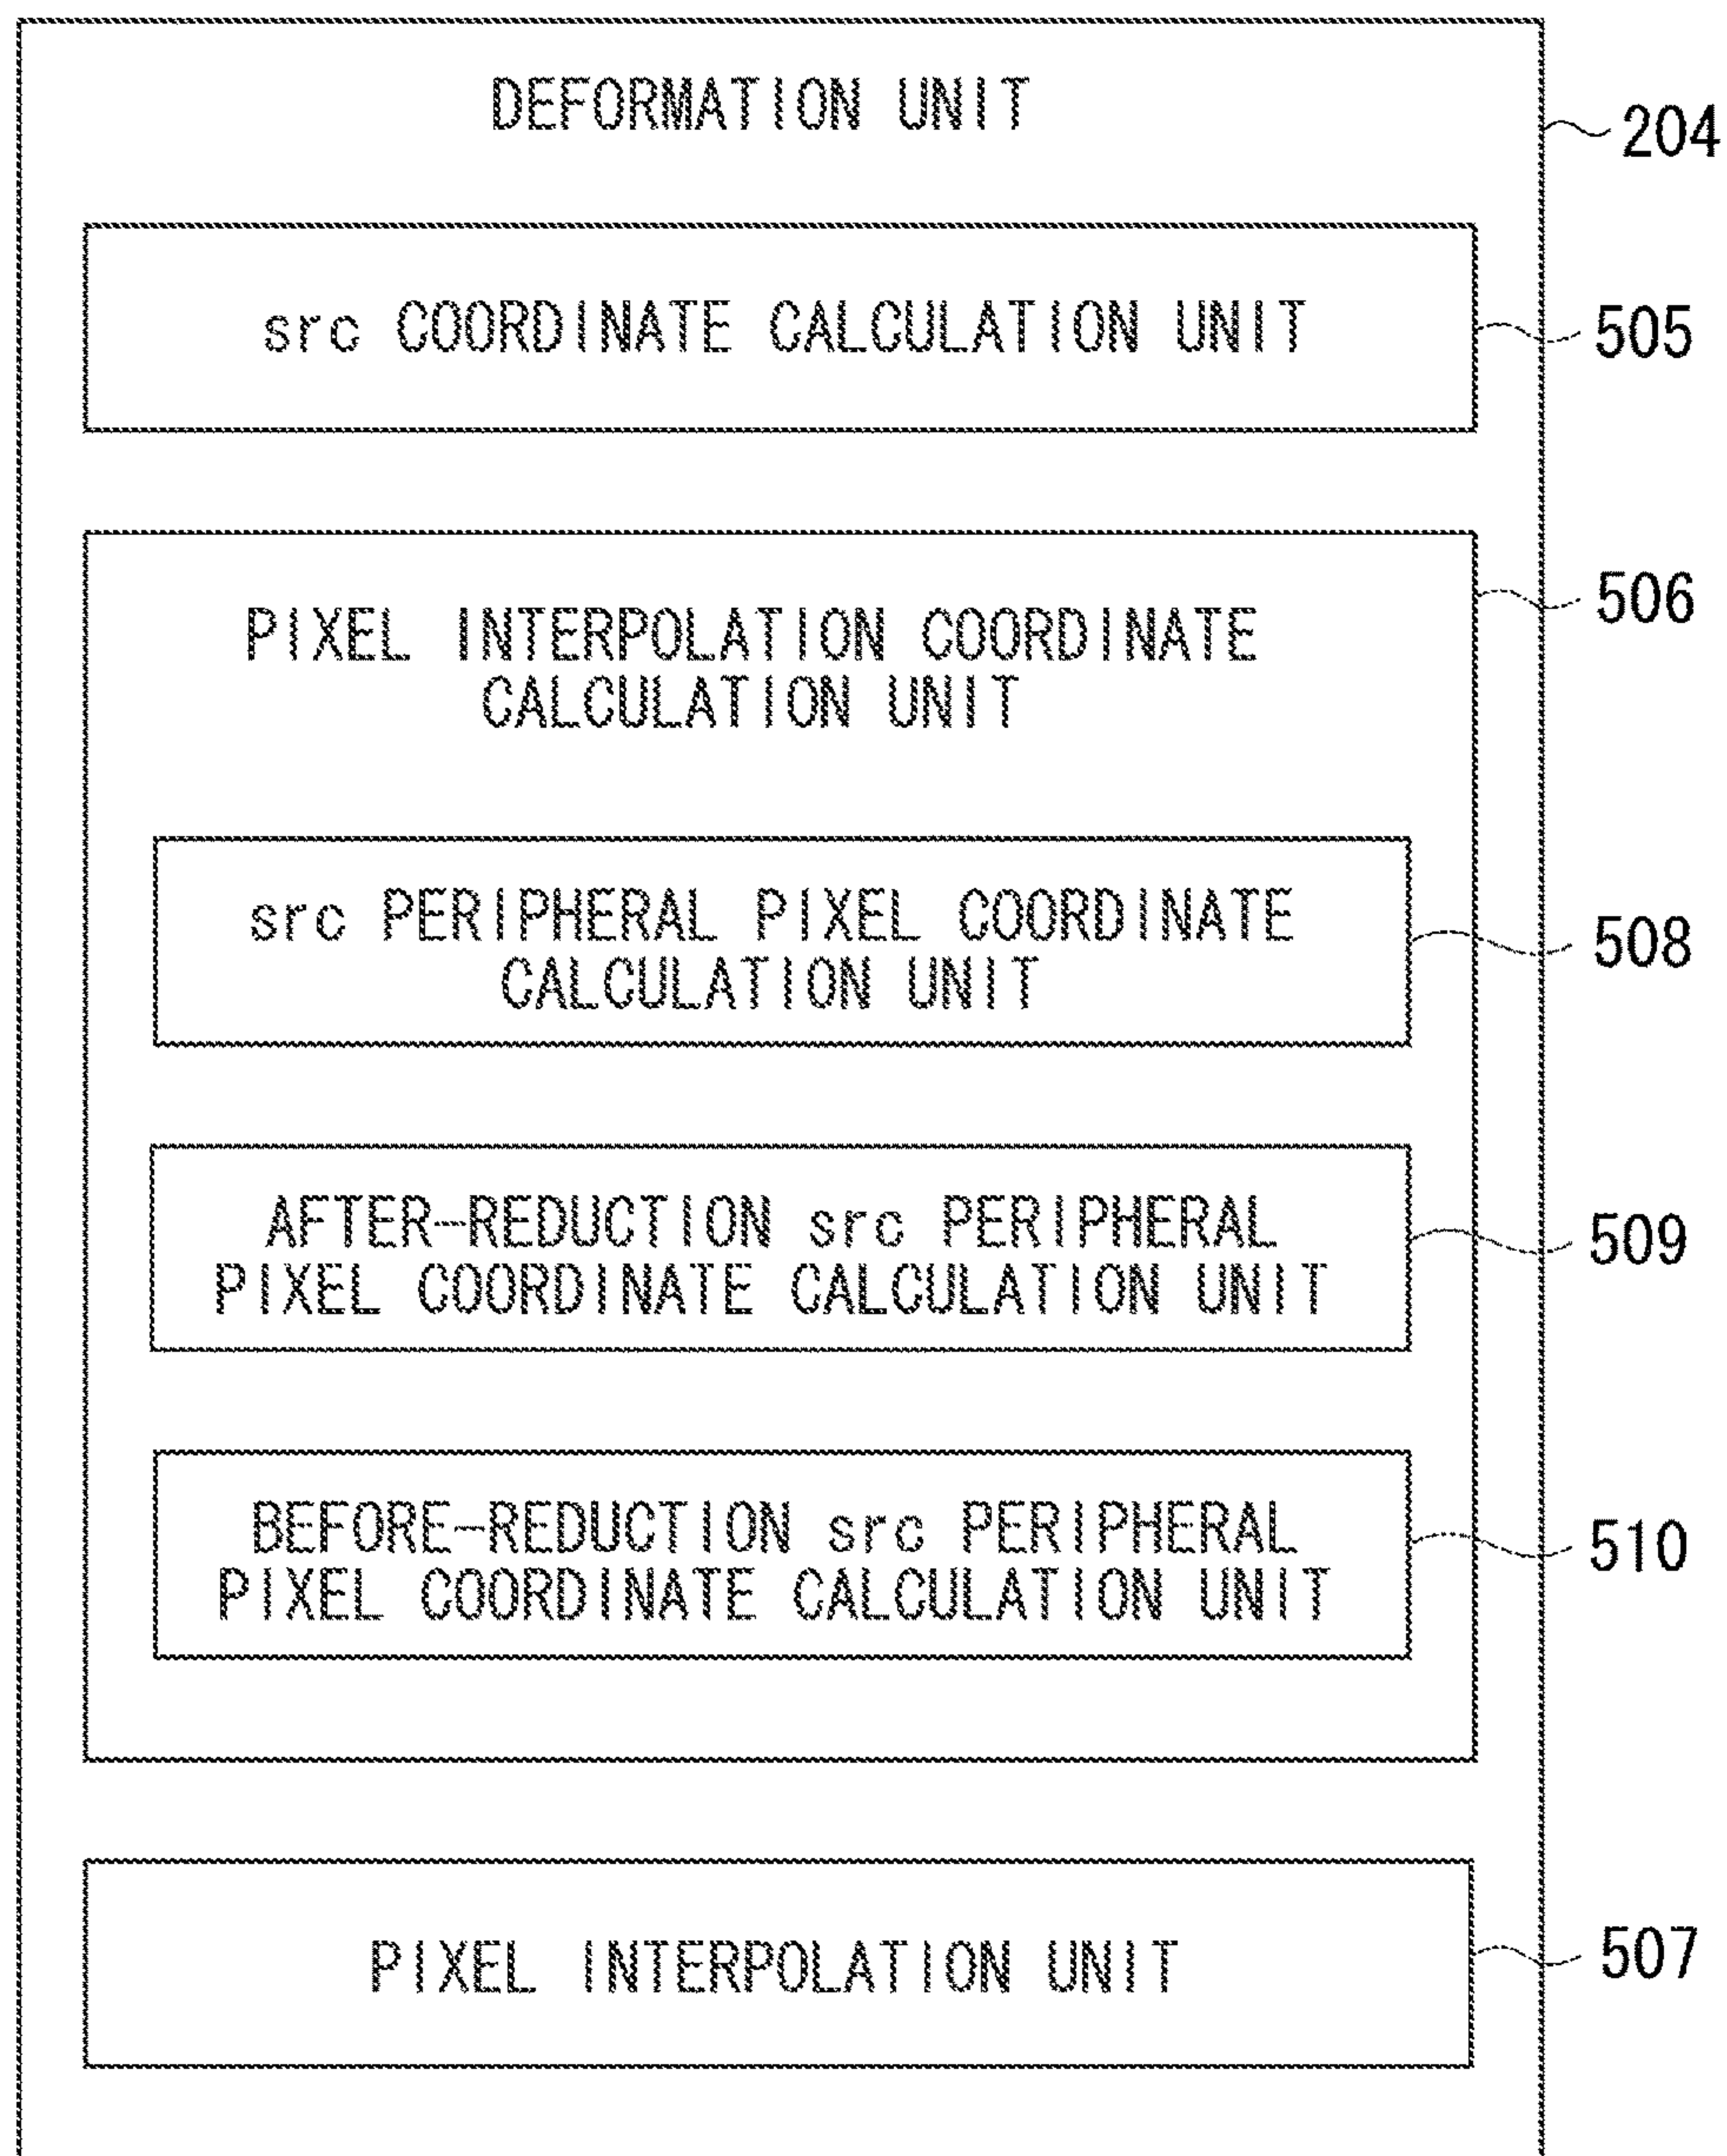 DEFORMATION UNIT
204
src COORDINATE CALCULATION UNIT
505
506
PIXEL INTERPOLATION COORDINATE
CALCULATION UNIT
src PERIPHERAL PIXEL COORDINATE
CALCULATION UNIT
508
AFTER-REDUCTION src PERIPHERAL
PIXEL COORDINATE CALCULATION UNIT
509
BEFORE-REDUCTION src PERIPHERAL
PIXEL COORDINATE CALCULATION UNIT
510
PIXEL INTERPOLATION UNIT
507